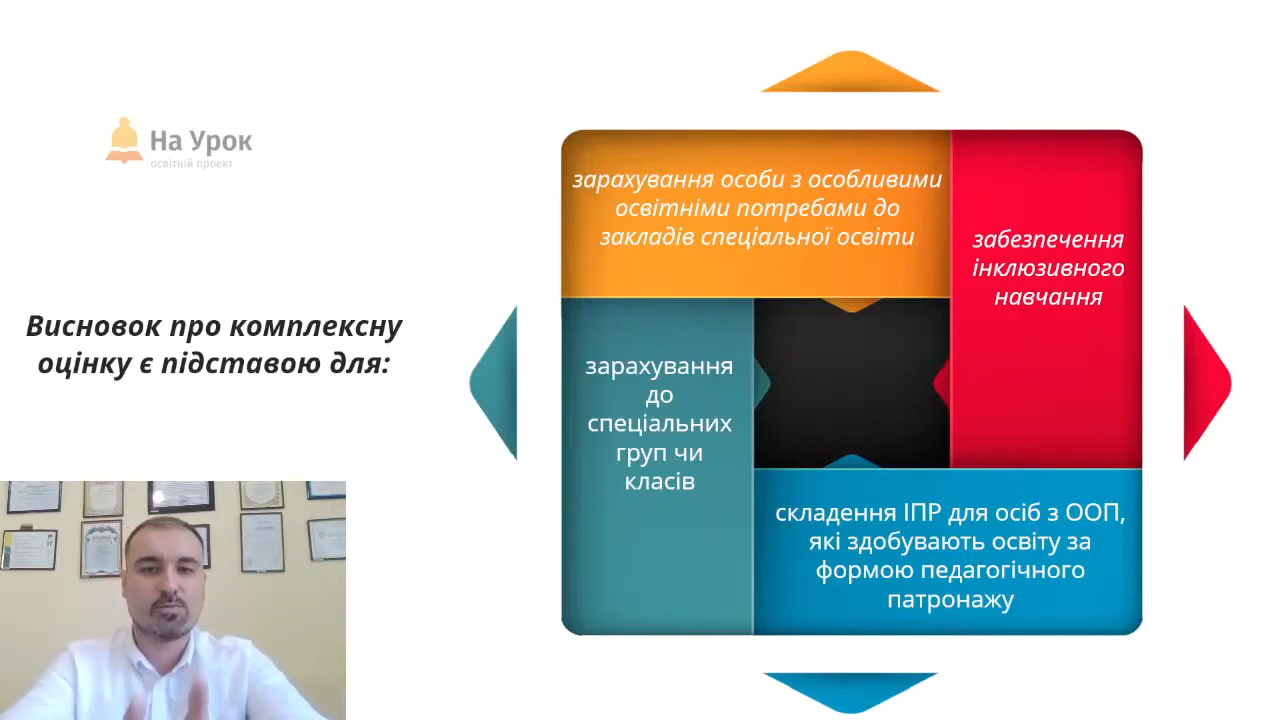 На Урок
освітній проект
Висновок про комплексну
оцінку є підставою для:
зарахування особи з особливими
освітніми потребами до
закладів спеціальної освіти
забезпечення
інклюзивного
навчання
зарахування
до
спеціальних
груп чи
класів
складення ІПР для осіб з ООП,
які здобувають освіту за
формою педагогічного
патронажу